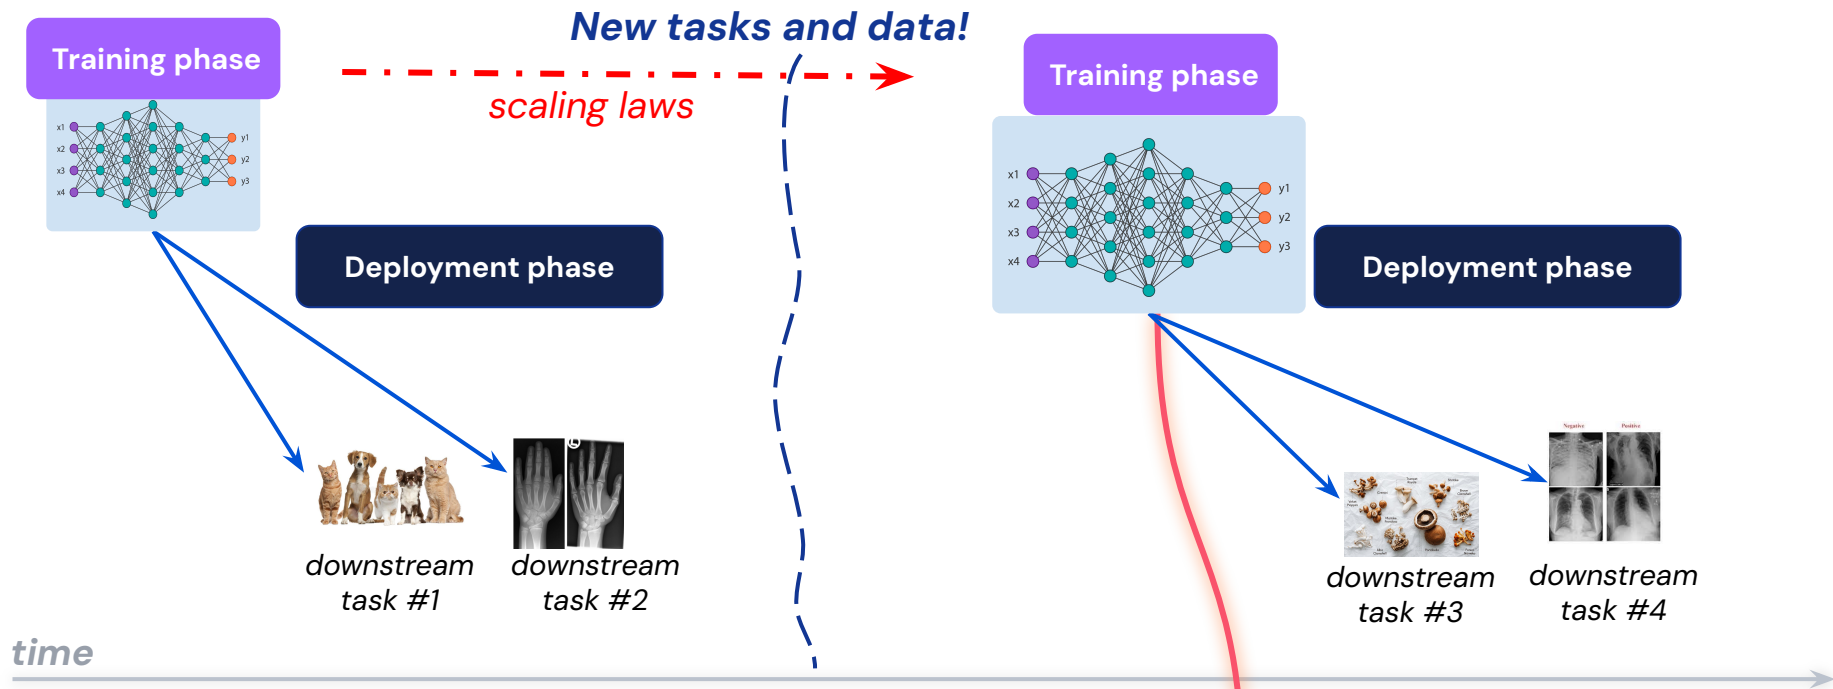 New tasks and data!
Training phase
scaling laws
Training phase
x1
x2
x3
x4
y1
y2
y3
x1
x2
x3
x4
y1
y2
y3
Deployment phase
Deployment phase
Negative
Positive
downstream
task #1
downstream
task #2
downstream
task #3
downstream
task #4
time